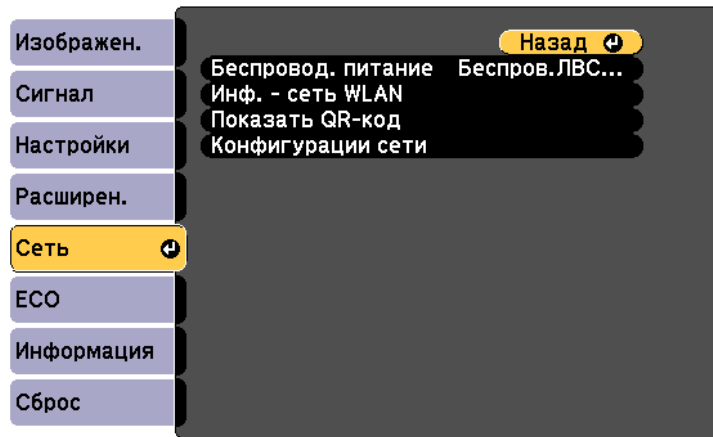 Изображен.
Сигнал
Настройки
Расширен.
Сеть
ECO
Информация
Сброс
Назад
Беспровод. питание Беспров.ЛВС...
Инф. - сеть WLAN
Показать QR-код
Конфигурации сети